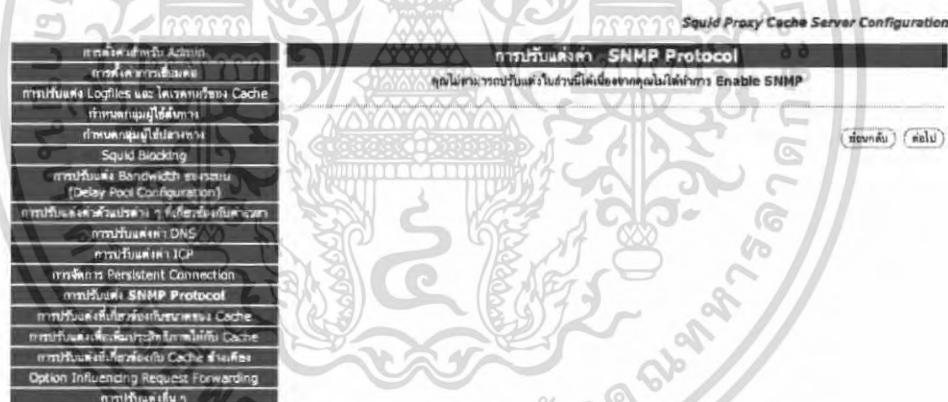 Squid Proxy Cache Server Configuration
การตั้งค่าสำหรับ Admin
การตั้งค่าการเชื่อมต่อ
การปรับแต่ง Logfiles และ ไดเรคทอรีของ Cache
กำหนดกลุ่มผู้ใช้ต้นทาง
กำหนดกลุ่มผู้ใช้ปลายทาง
Squid Blocking
การปรับแต่ง Bandwidth ของระบบ
(Delay Pool Configuration)
การปรับแต่งค่าตัวแปรต่าง ๆ ที่เกี่ยวข้องกับค่าเวลา
การปรับแต่งค่า DNS
การปรับแต่งค่า ICP
การจัดการ Persistent Connection
การปรับแต่ง SNMP Protocol
การปรับแต่งที่เกี่ยวข้องกับขนาดของ Cache
การปรับแต่งเพื่อเพิ่มประสิทธิภาพให้กับ Cache
การปรับแต่งที่เกี่ยวข้องกับ Cache ข้างเคียง
Option Influencing Request Forwarding
การปรับแต่งอื่น ๆ
การปรับแต่งค่า SNMP Protocol
คุณไม่สามารถปรับแต่งในส่วนนี้ได้เนื่องจากคุณไม่ได้ทำการ Enable SNMP
ย้อนกลับ ต่อไป